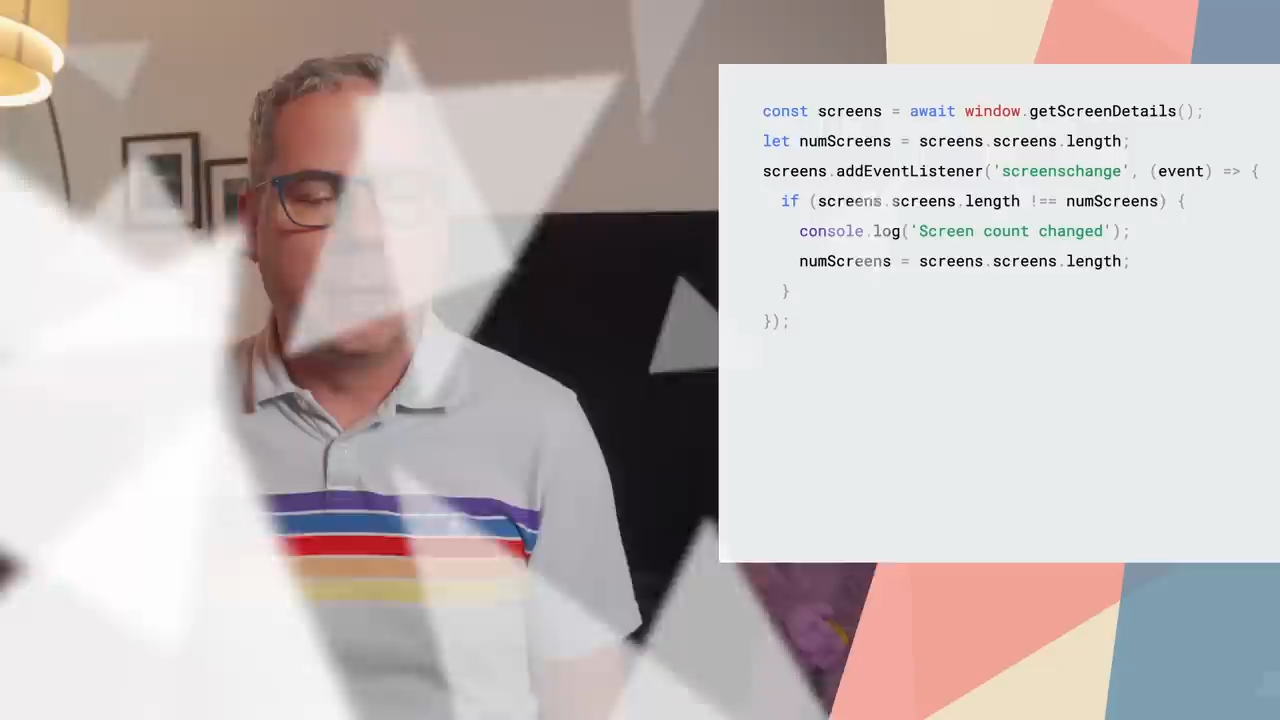 const screens = await window.getScreenDetails();
let numScreens = screens.screens.length;
screens.addEventListener('screenschange', (event) => {
if (screens.screens.length !== numScreens) {
console.log('Screen count changed');
numScreens = screens.screens.length;
}
});